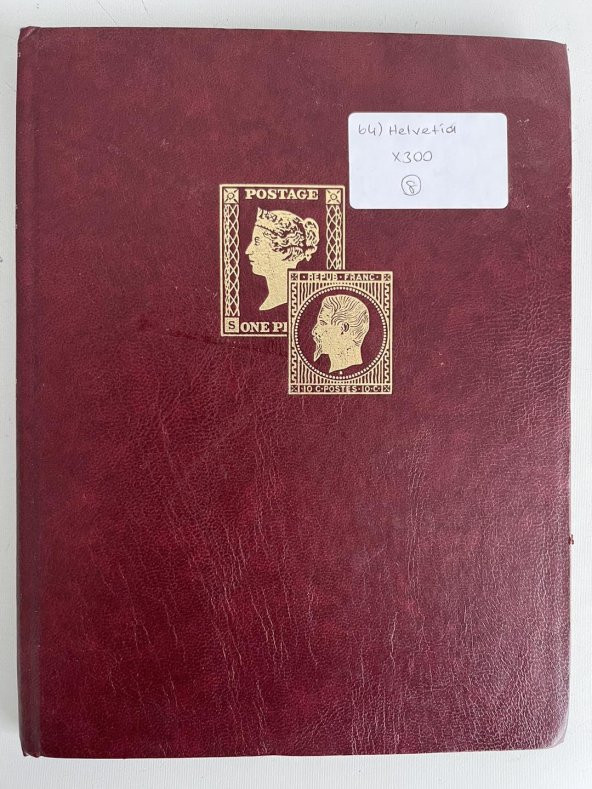 64) Helvetia
x300
8
POSTAGE
S ONE PE
· REPUB · FRANC ·
· 10 · C · POSTES · 10 · C ·